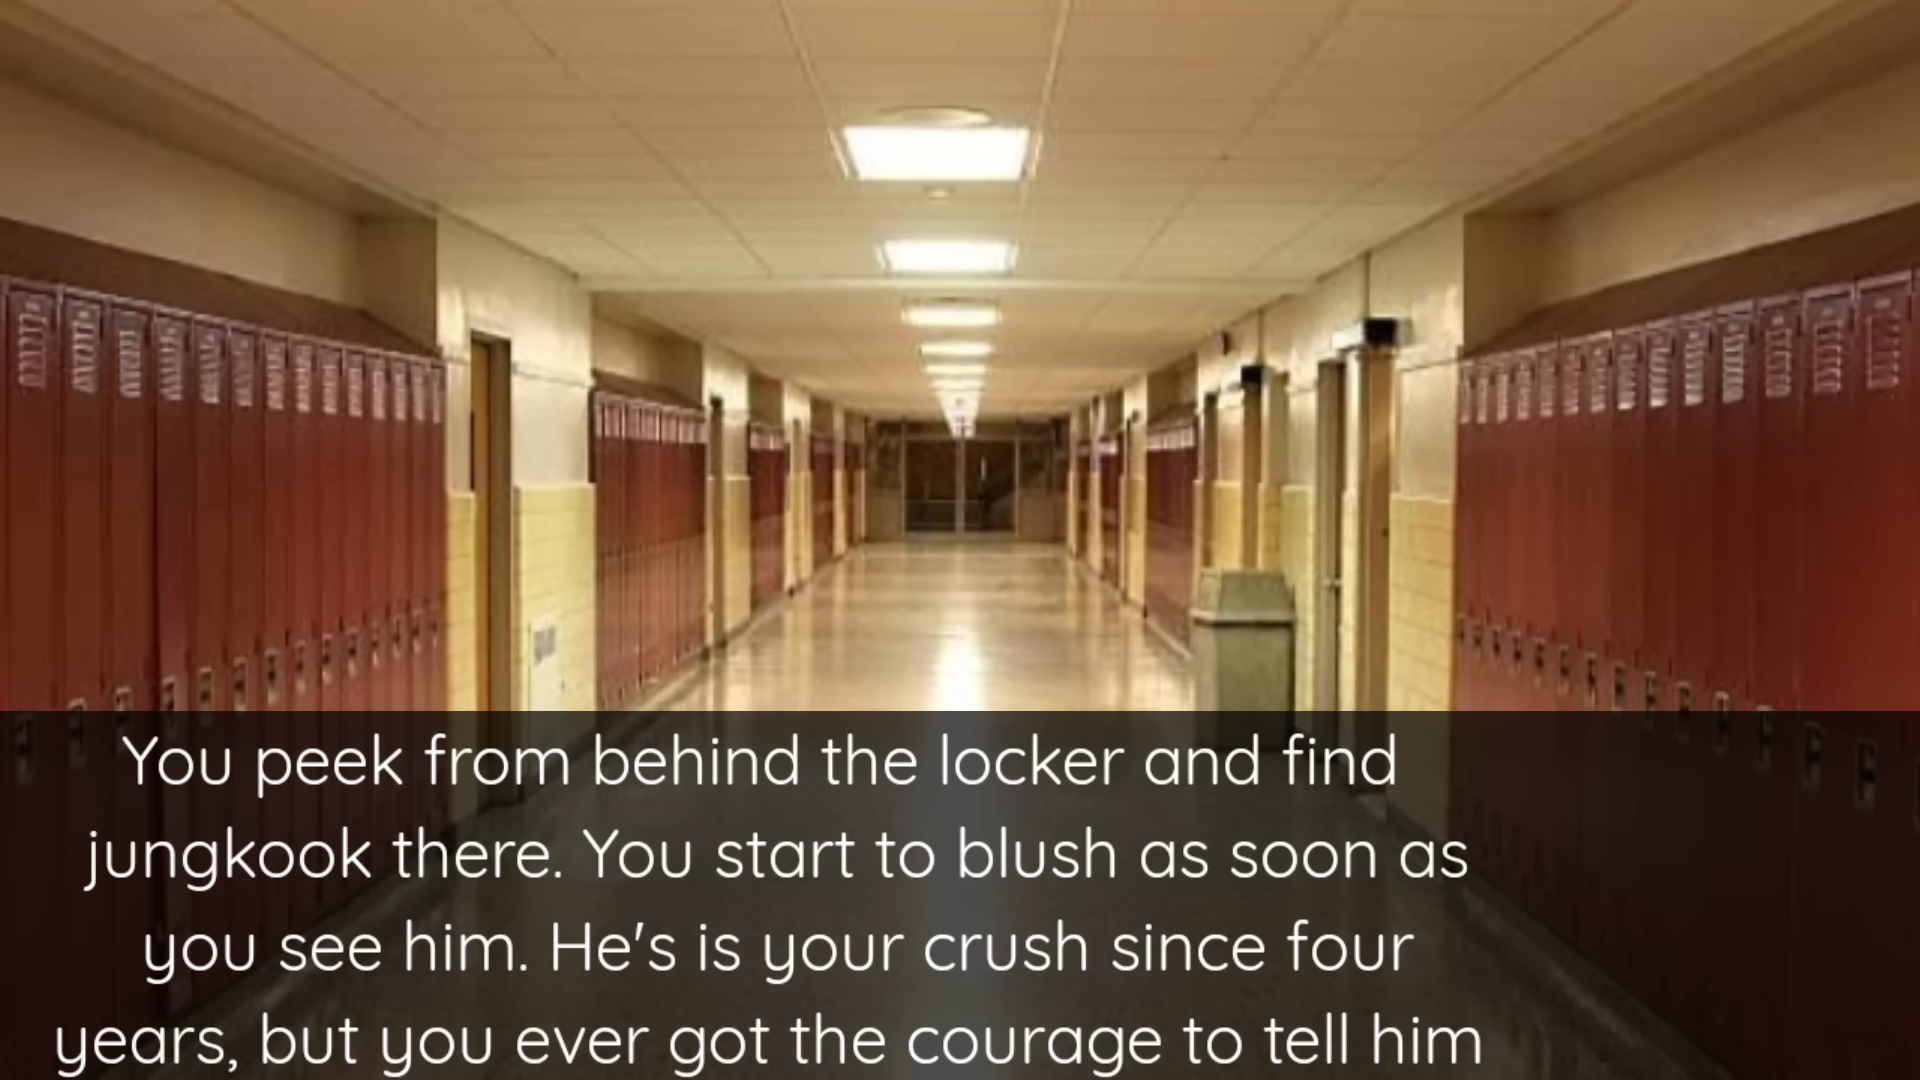 You peek from behind the locker and find
jungkook there. You start to blush as soon as
you see him. He's is your crush since four
years, but you ever got the courage to tell him